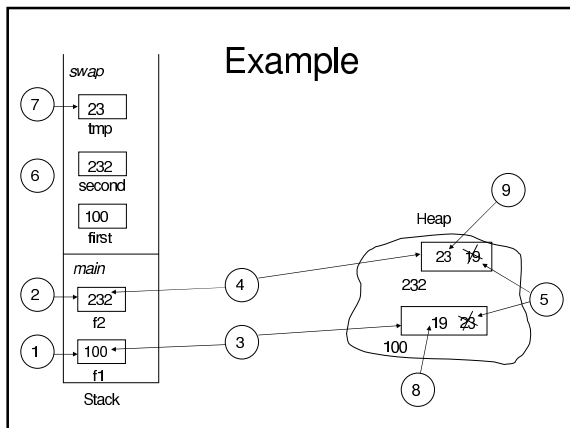 Example
swap
7
23
tmp
6
232
second
100
first
9
Heap
23 19
main
4
2
232
f2
232
5
3
19 23
1
100
f1
100
Stack
8